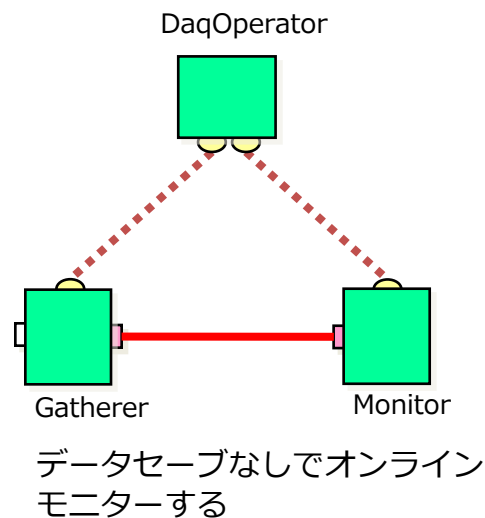 DaqOperator
Gatherer
Monitor
データセーブなしでオンライン
モニターする